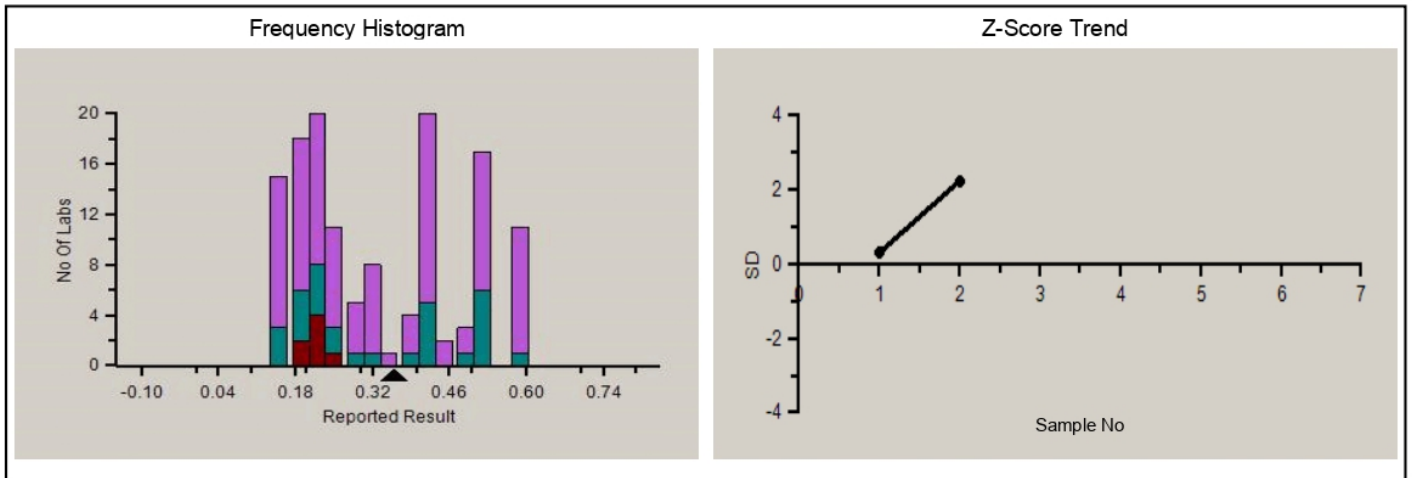 Frequency Histogram
20
16
12
8
4
0
No Of Labs
-0.10 0.04 0.18 0.32 0.46 0.60 0.74
Reported Result
Z-Score Trend
4
2
0
-2
-4
SD
0 1 2 3 4 5 6 7
Sample No